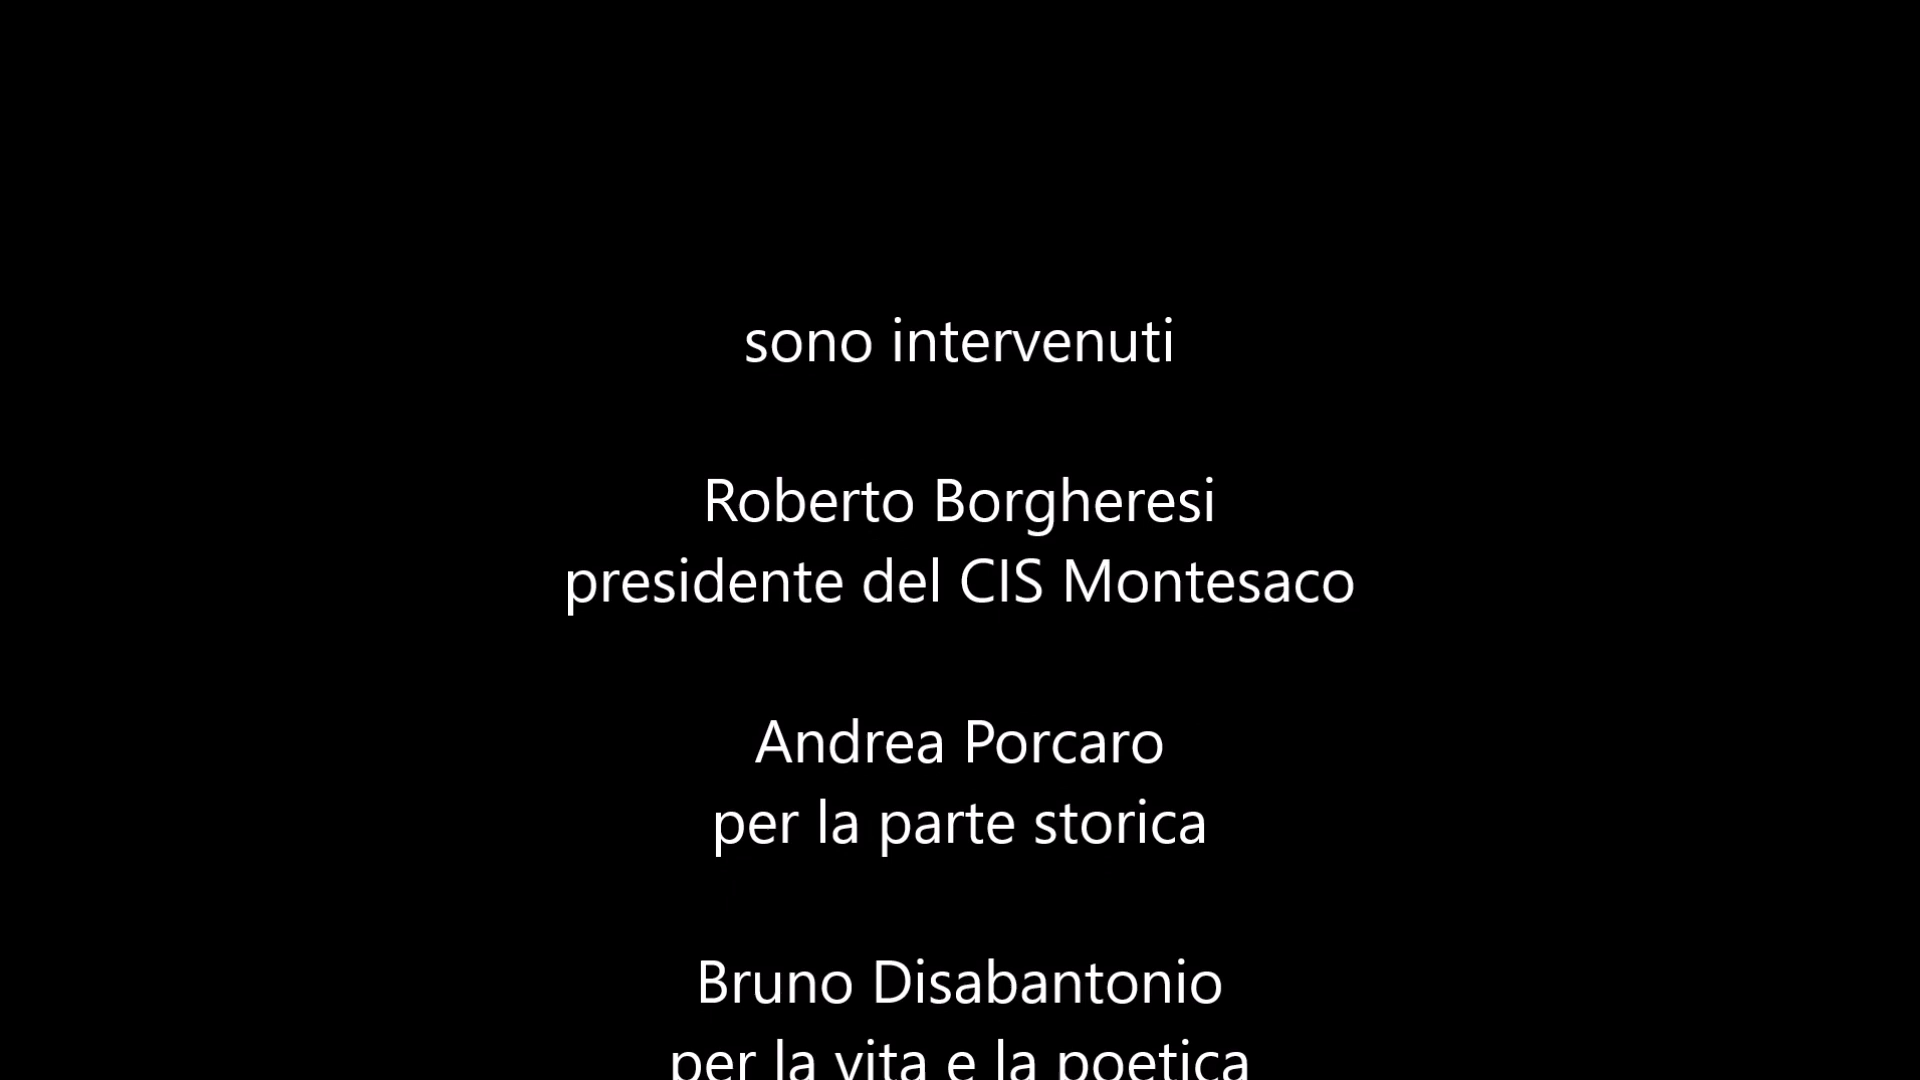 sono intervenuti
Roberto Borgheresi
presidente del CIS Montesaco
Andrea Porcaro
per la parte storica
Bruno Disabantonio
per la vita e la poetica